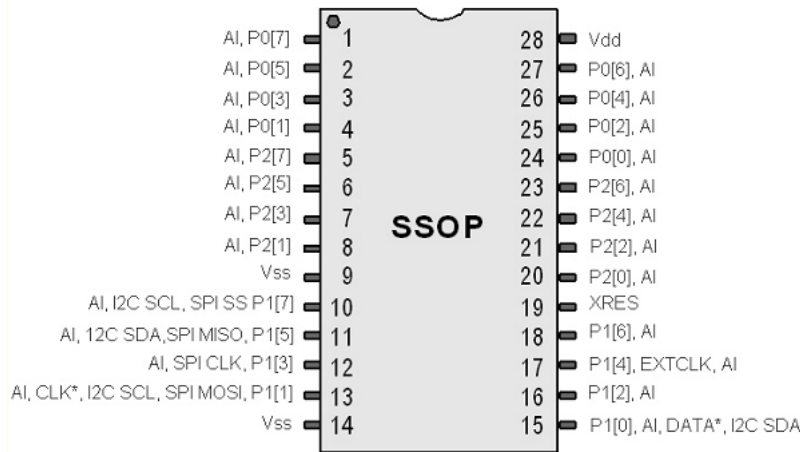 AI, P0[7] 1 28 Vdd
AI, P0[5] 2 27 P0[6], AI
AI, P0[3] 3 26 P0[4], AI
AI, P0[1] 4 25 P0[2], AI
AI, P2[7] 5 24 P0[0], AI
AI, P2[5] 6 23 P2[6], AI
AI, P2[3] 7 22 P2[4], AI
SSOP
AI, P2[1] 8 21 P2[2], AI
Vss 9 20 P2[0], AI
AI, I2C SCL, SPI SS P1[7] 10 19 XRES
AI, 12C SDA,SPI MISO, P1[5] 11 18 P1[6], AI
AI, SPI CLK, P1[3] 12 17 P1[4], EXTCLK, AI
AI, CLK*, I2C SCL, SPI MOSI, P1[1] 13 16 P1[2], AI
Vss 14 15 P1[0], AI, DATA*, I2C SDA